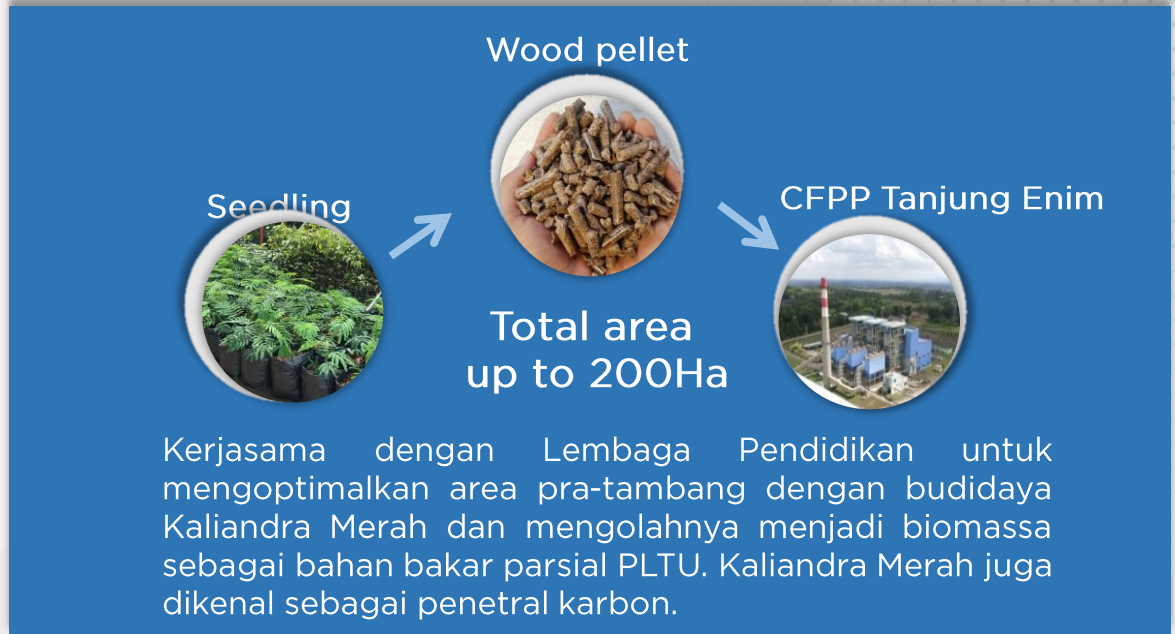 Wood pellet
Seedling
CFPP Tanjung Enim
Total area
up to 200Ha
Kerjasama dengan Lembaga Pendidikan untuk
mengoptimalkan area pra-tambang dengan budidaya
Kaliandra Merah dan mengolahnya menjadi biomassa
sebagai bahan bakar parsial PLTU. Kaliandra Merah juga
dikenal sebagai penetral karbon.